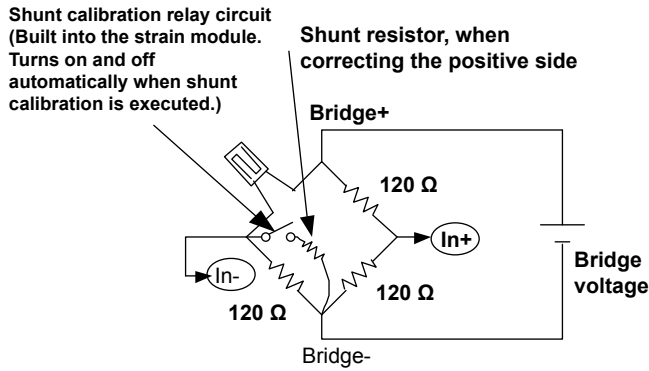 Shunt calibration relay circuit
(Built into the strain module.
Turns on and off
automatically when shunt
calibration is executed.)
Shunt resistor, when
correcting the positive side
Bridge+
120 Ω
In+
In-
120 Ω
120 Ω
Bridge
voltage
Bridge-